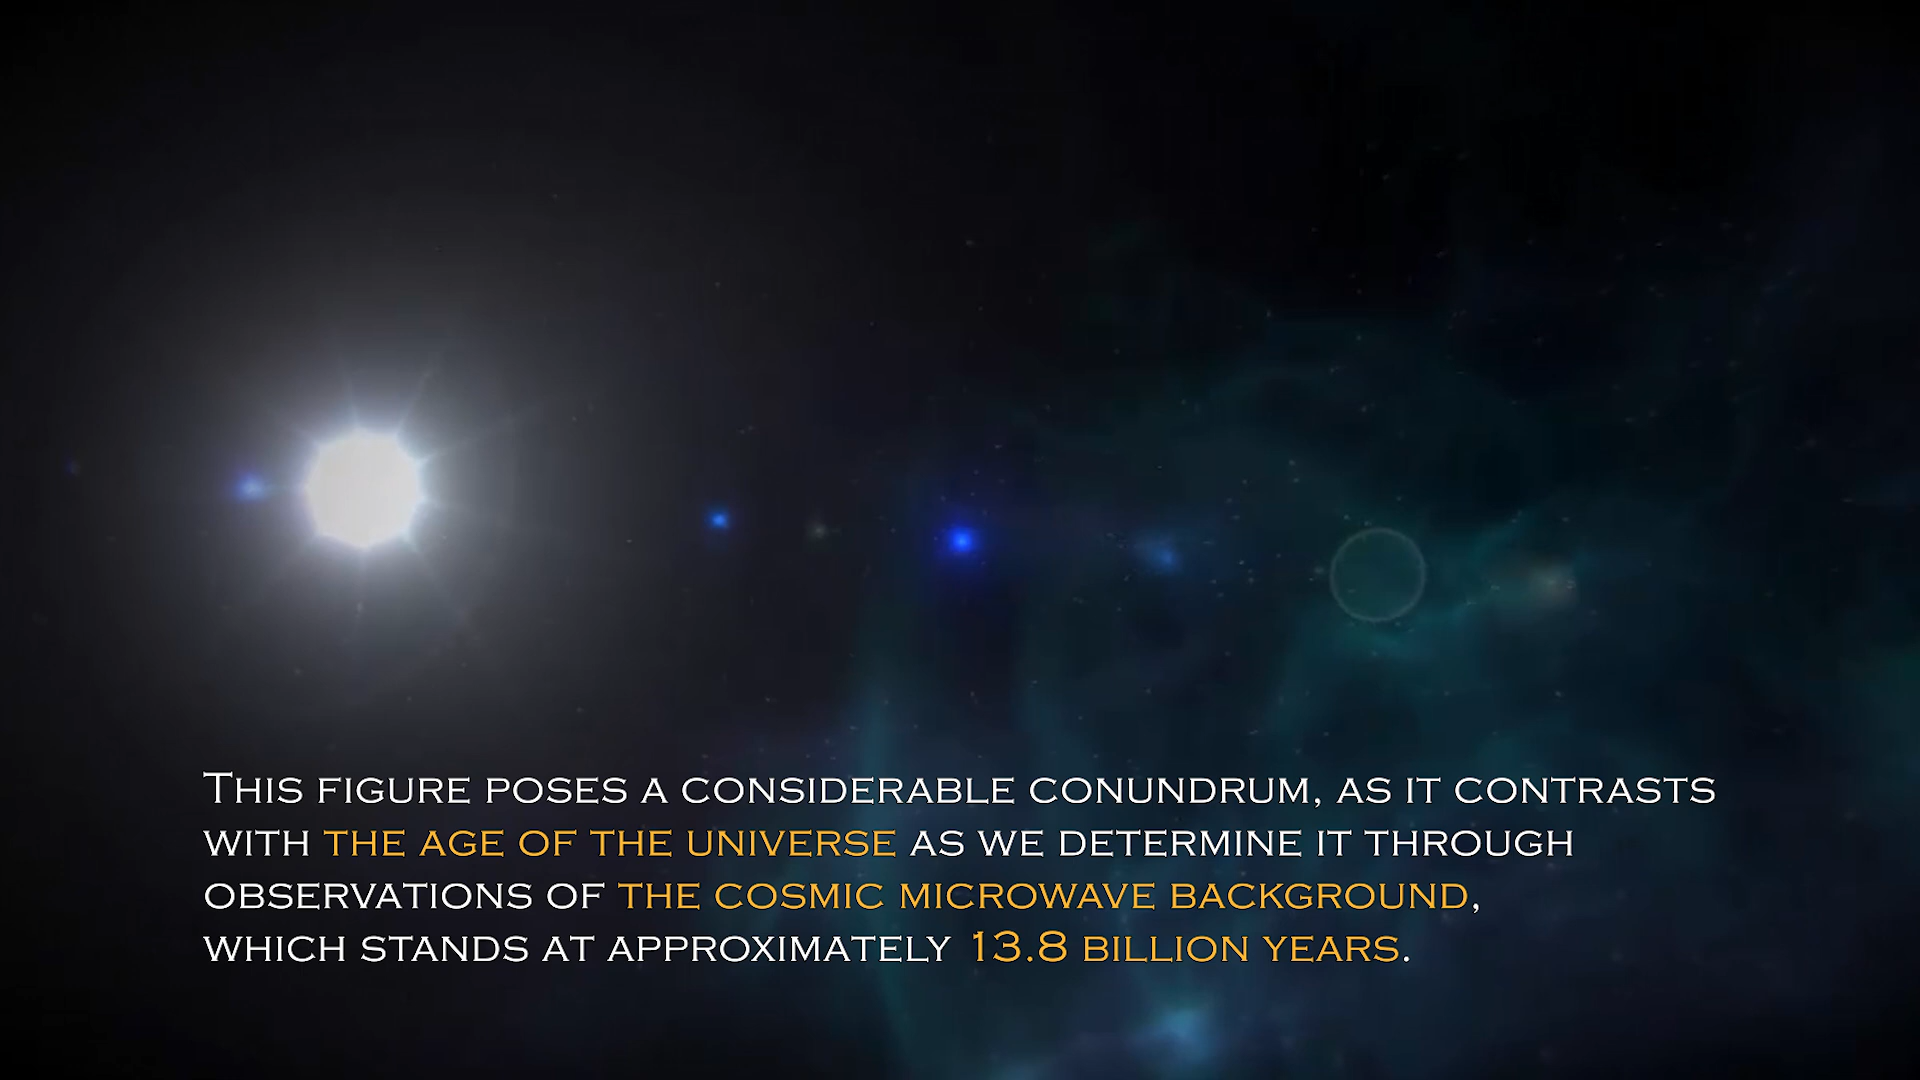 This figure poses a considerable conundrum, as it contrasts
with the age of the universe as we determine it through
observations of the cosmic microwave background,
which stands at approximately 13.8 billion years.